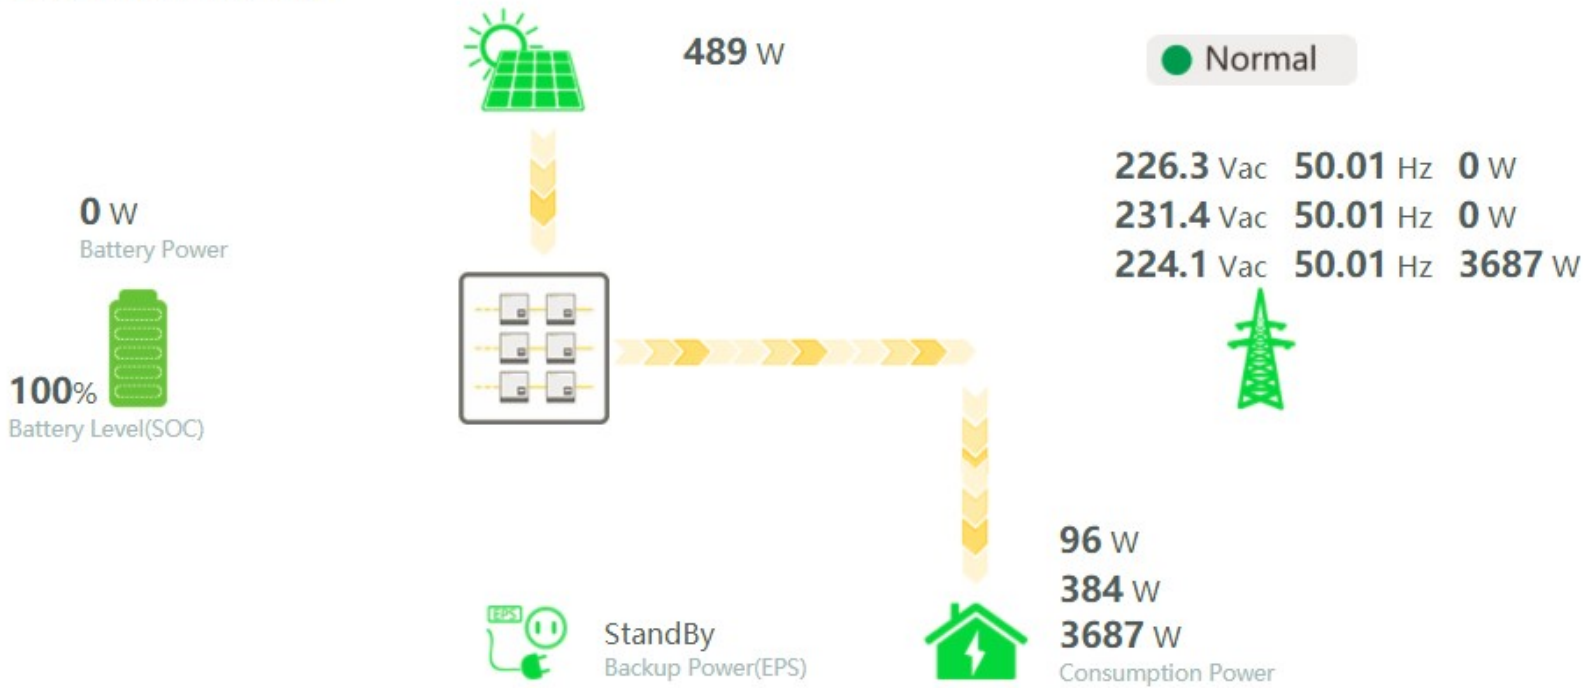 489 W
Normal
226.3 Vac 50.01 Hz 0 W
231.4 Vac 50.01 Hz 0 W
224.1 Vac 50.01 Hz 3687 W
0 W
Battery Power
100%
Battery Level(SOC)
96 W
384 W
3687 W
Consumption Power
EPS
StandBy
Backup Power(EPS)